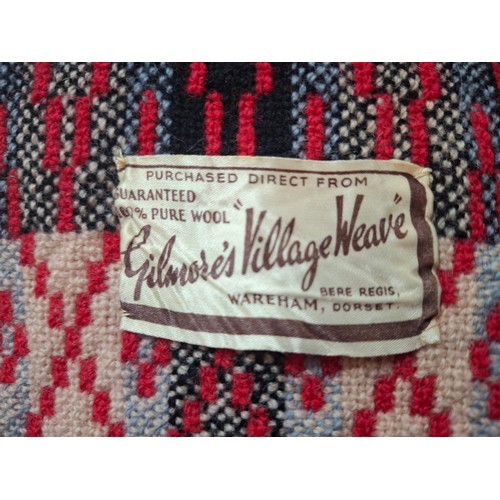 PURCHASED DIRECT FROM
GUARANTEED
100% PURE WOOL
Gilmore's "Village Weave"
BERE REGIS,
WAREHAM, DORSET.